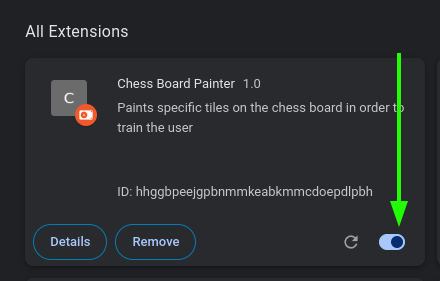 All Extensions
C
Chess Board Painter 1.0
Paints specific tiles on the chess board in order to
train the user
ID: hhggbpeejgpbnmmkeabkmmcdoepdlpbh
Details Remove